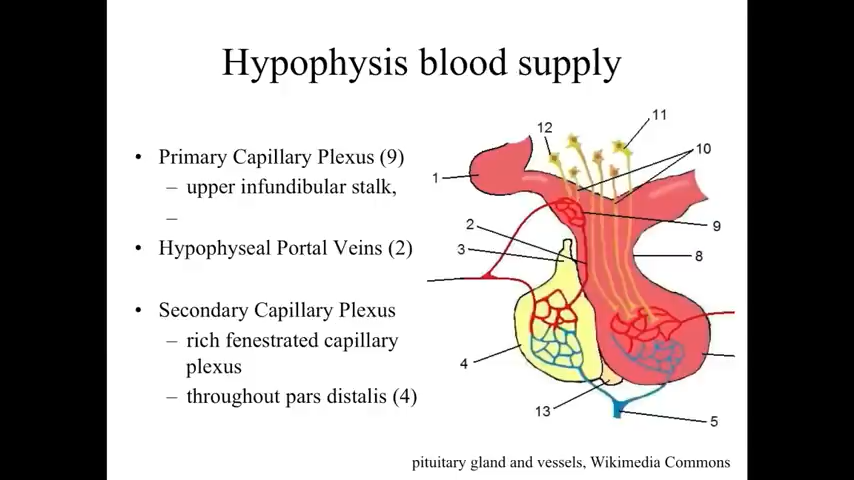 Hypophysis blood supply
• Primary Capillary Plexus (9)
– upper infundibular stalk,
–
• Hypophyseal Portal Veins (2)
• Secondary Capillary Plexus
– rich fenestrated capillary
plexus
– throughout pars distalis (4)
12
11
10
1
9
2
3
8
4
13
5
pituitary gland and vessels, Wikimedia Commons